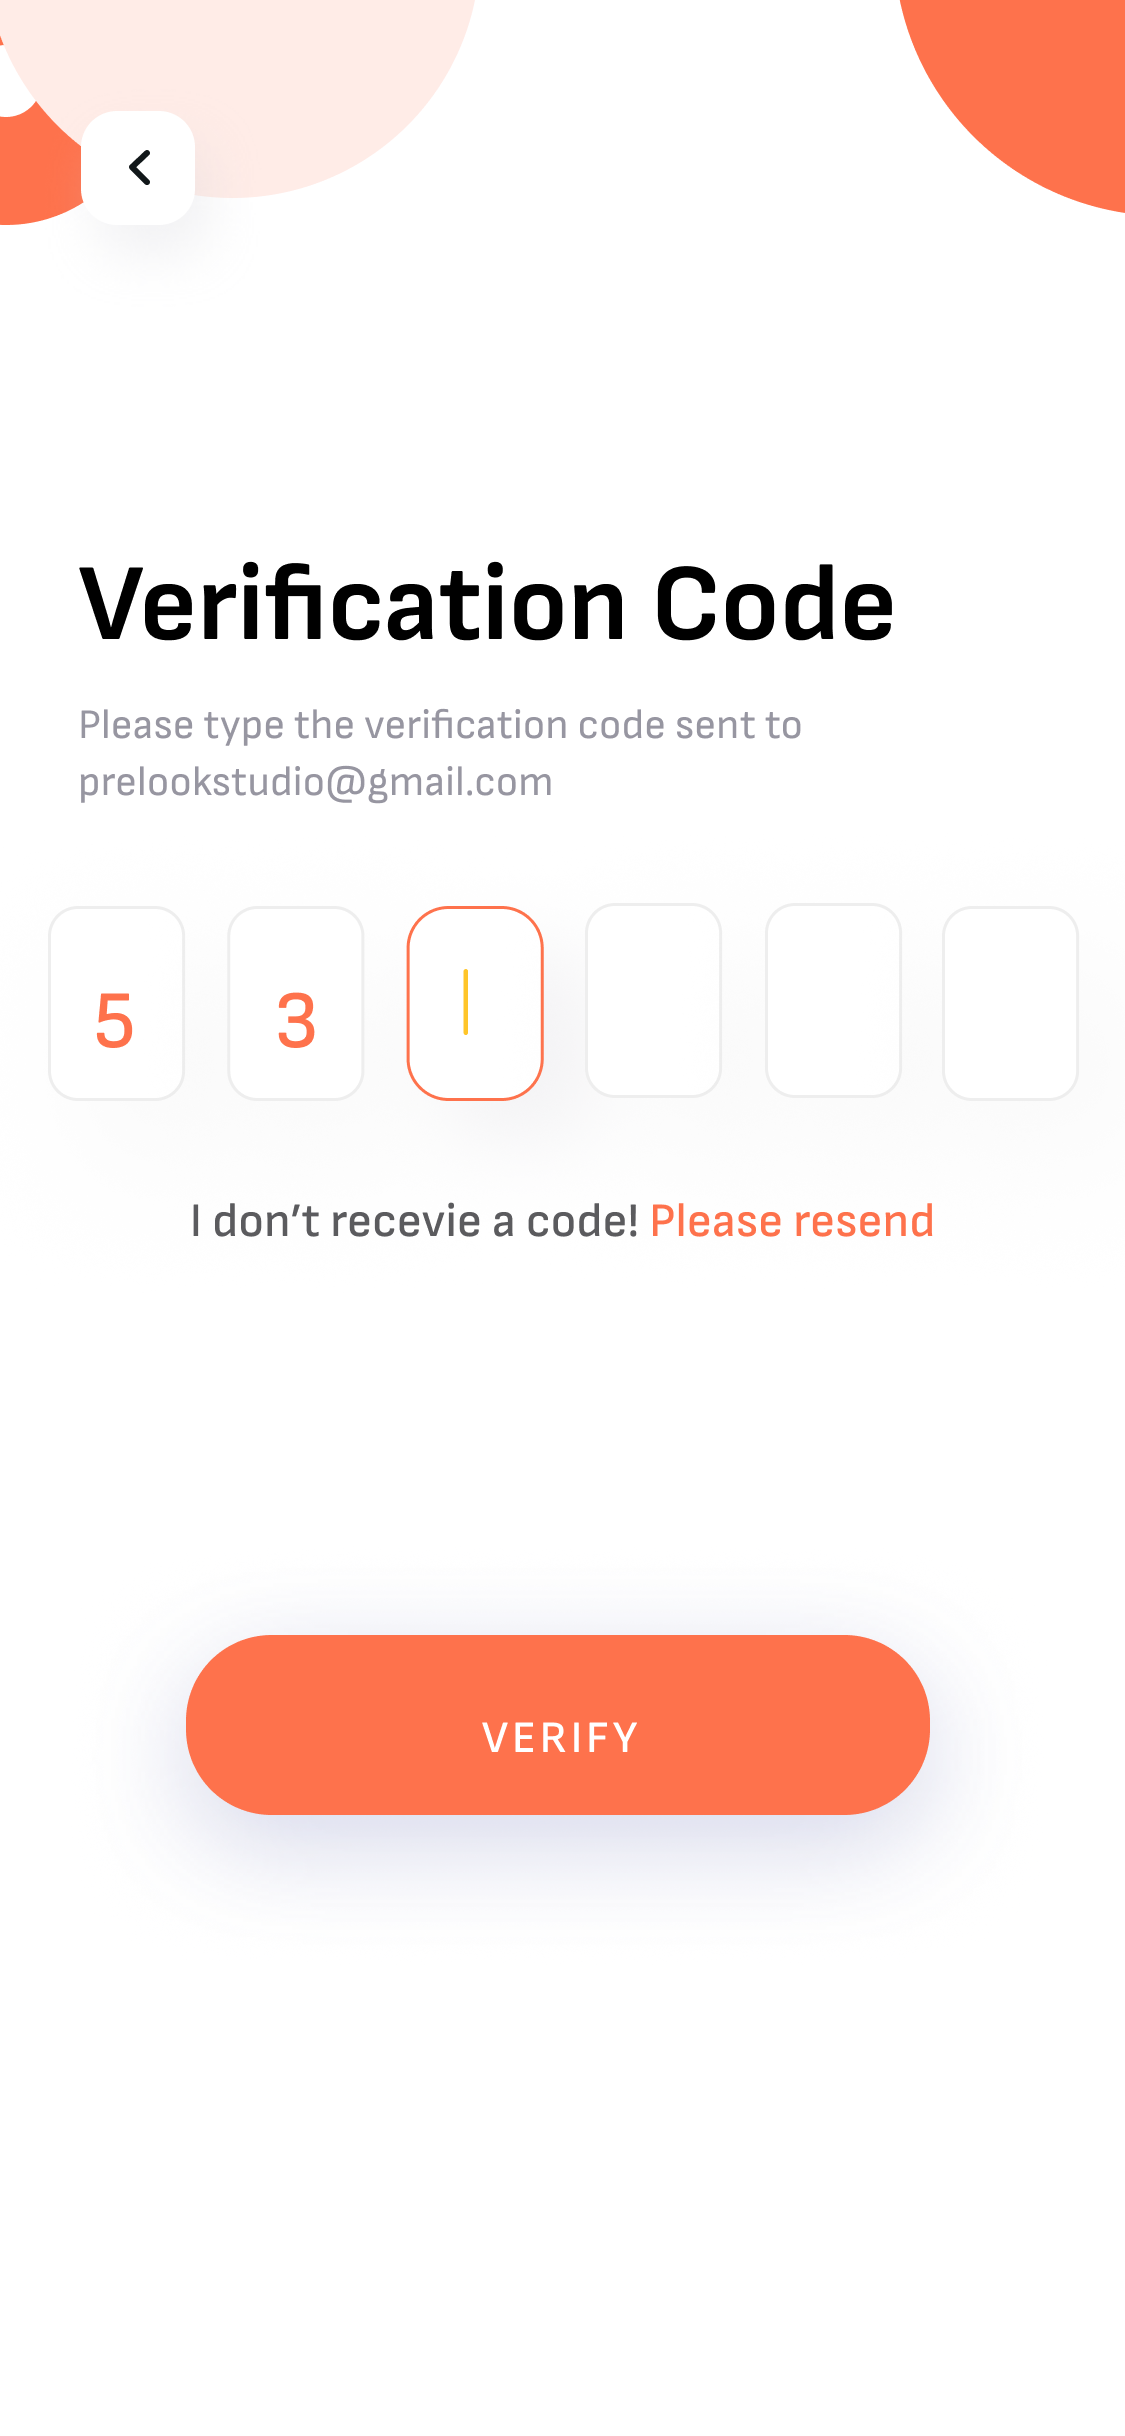 Verification Code
Please type the verification code sent to
prelookstudio@gmail.com
5 3
I don’t recevie a code! Please resend
VERIFY